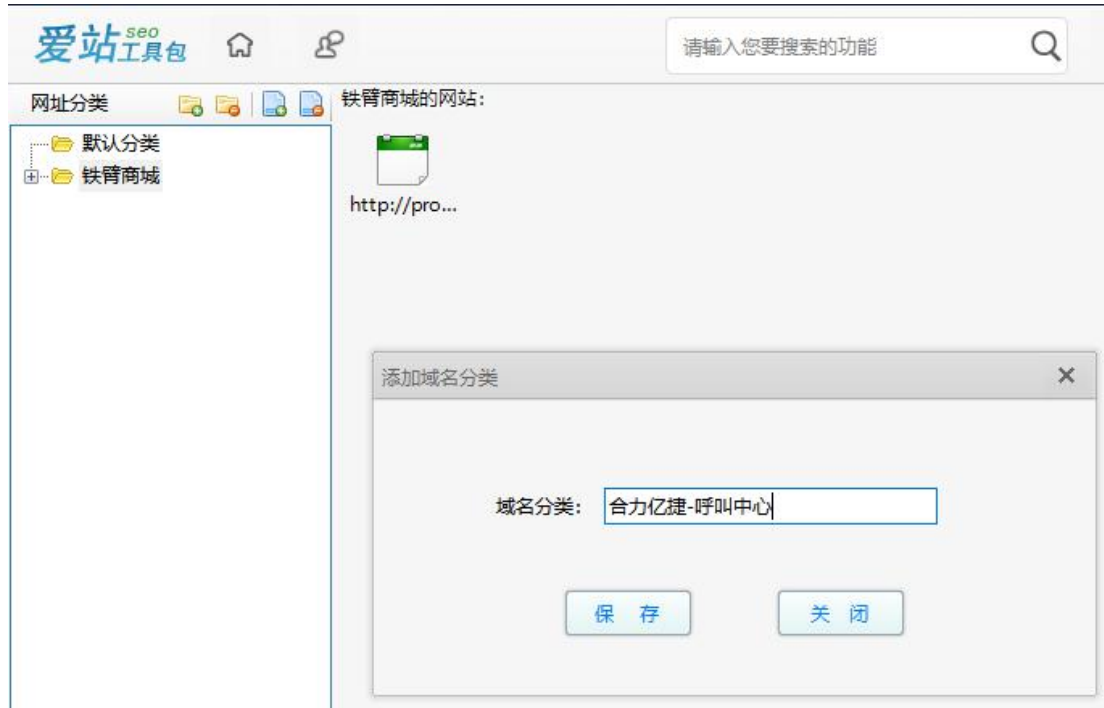 爱站seo工具包
请输入您要搜索的功能
网址分类
铁臂商城的网站:
默认分类
铁臂商城
http://pro...
添加域名分类
域名分类: 合力亿捷-呼叫中心
保 存
关 闭